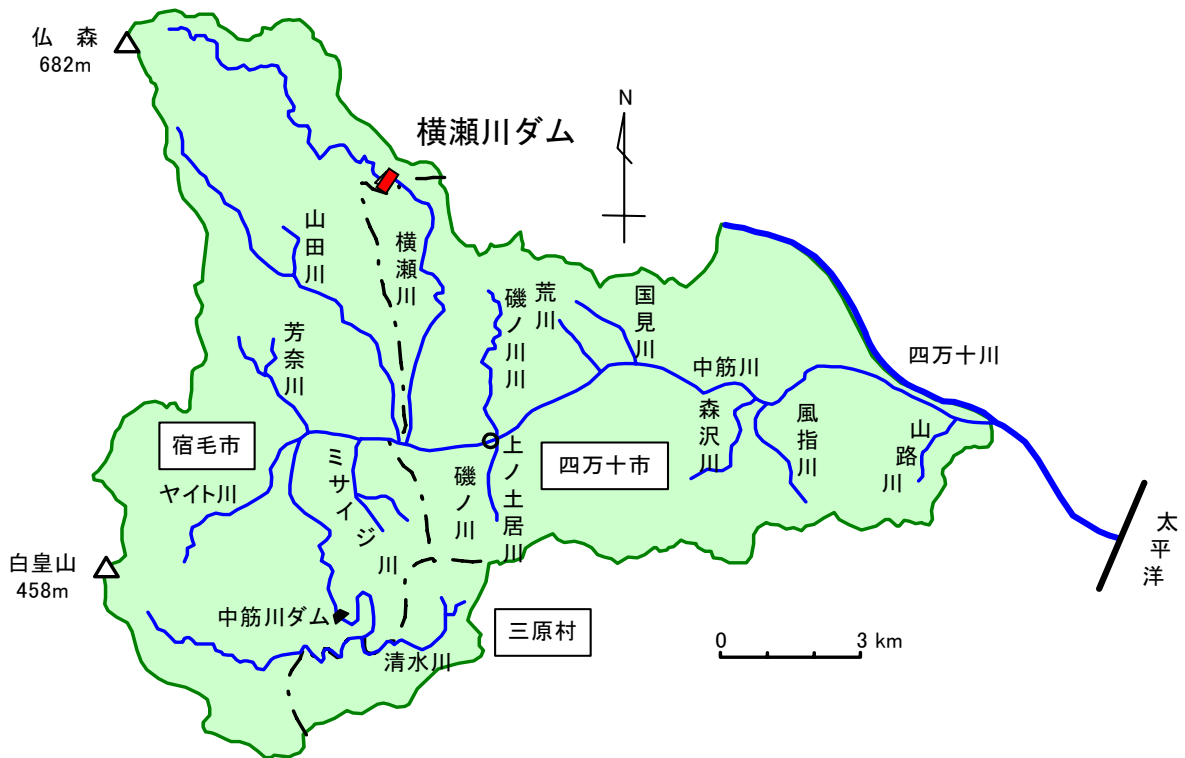 仏 森
682m
横瀬川ダム
N
山田川
横瀬川
磯ノ川川
荒川
国見川
四万十川
中筋川
芳奈川
宿毛市
ヤイト川
ミサイジ川
磯ノ川
上ノ土居川
四万十市
森沢川
風指川
山路川
太平洋
白皇山
458m
中筋川ダム
清水川
三原村
0 3 km